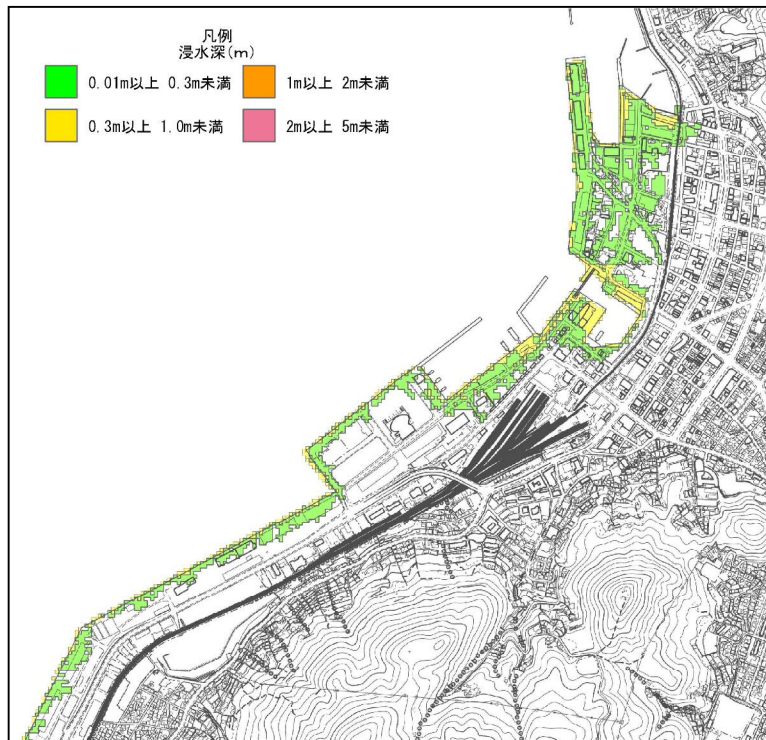 凡例
浸水深(m)
0.01m以上 0.3m未満
1m以上 2m未満
0.3m以上 1.0m未満
2m以上 5m未満